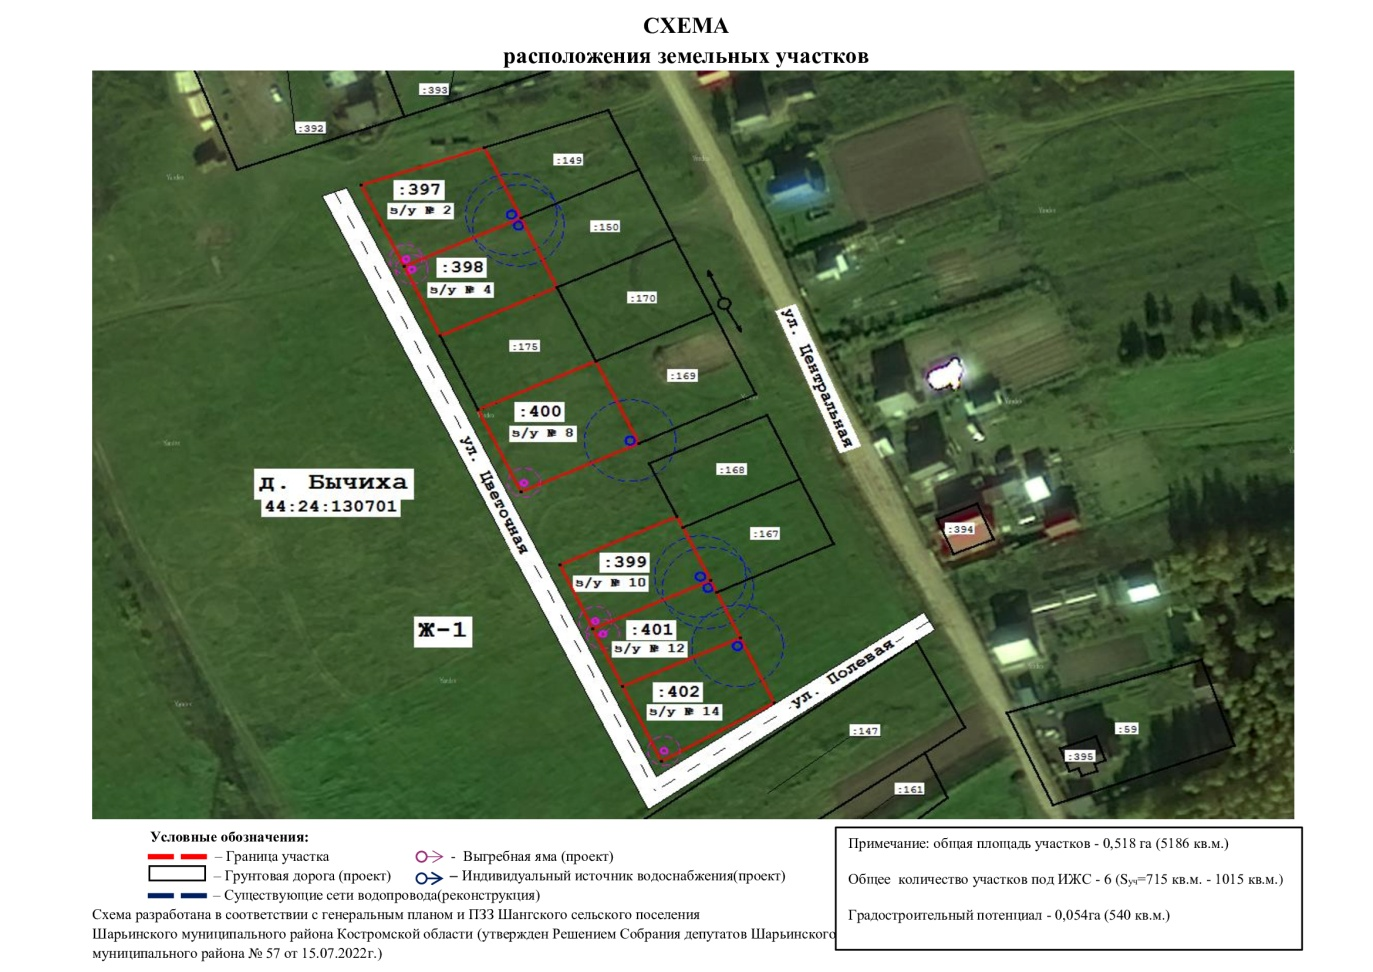 СХЕМА
расположения земельных участков
:393
:392
:149
:397
з/у № 2
:150
:398
з/у № 4
:170
ул. Центральная
:175
:169
:400
з/у № 8
ул. Цветочная
:168
д. Бычиха
44:24:130701
:167
:394
:399
з/у № 10
Ж-1
:401
з/у № 12
ул. Полевая
:402
з/у № 14
:147
:59
:395
:161
Условные обозначения:
– Граница участка
- Выгребная яма (проект)
– Грунтовая дорога (проект)
– Индивидуальный источник водоснабжения(проект)
– Существующие сети водопровода(реконструкция)
Схема разработана в соответствии с генеральным планом и ПЗЗ Шангского сельского поселения
Шарьинского муниципального района Костромской области (утвержден Решением Собрания депутатов Шарьинского
муниципального района № 57 от 15.07.2022г.)
Примечание: общая площадь участков - 0,518 га (5186 кв.м.)
Общее количество участков под ИЖС - 6 (Sуч=715 кв.м. - 1015 кв.м.)
Градостроительный потенциал - 0,054га (540 кв.м.)